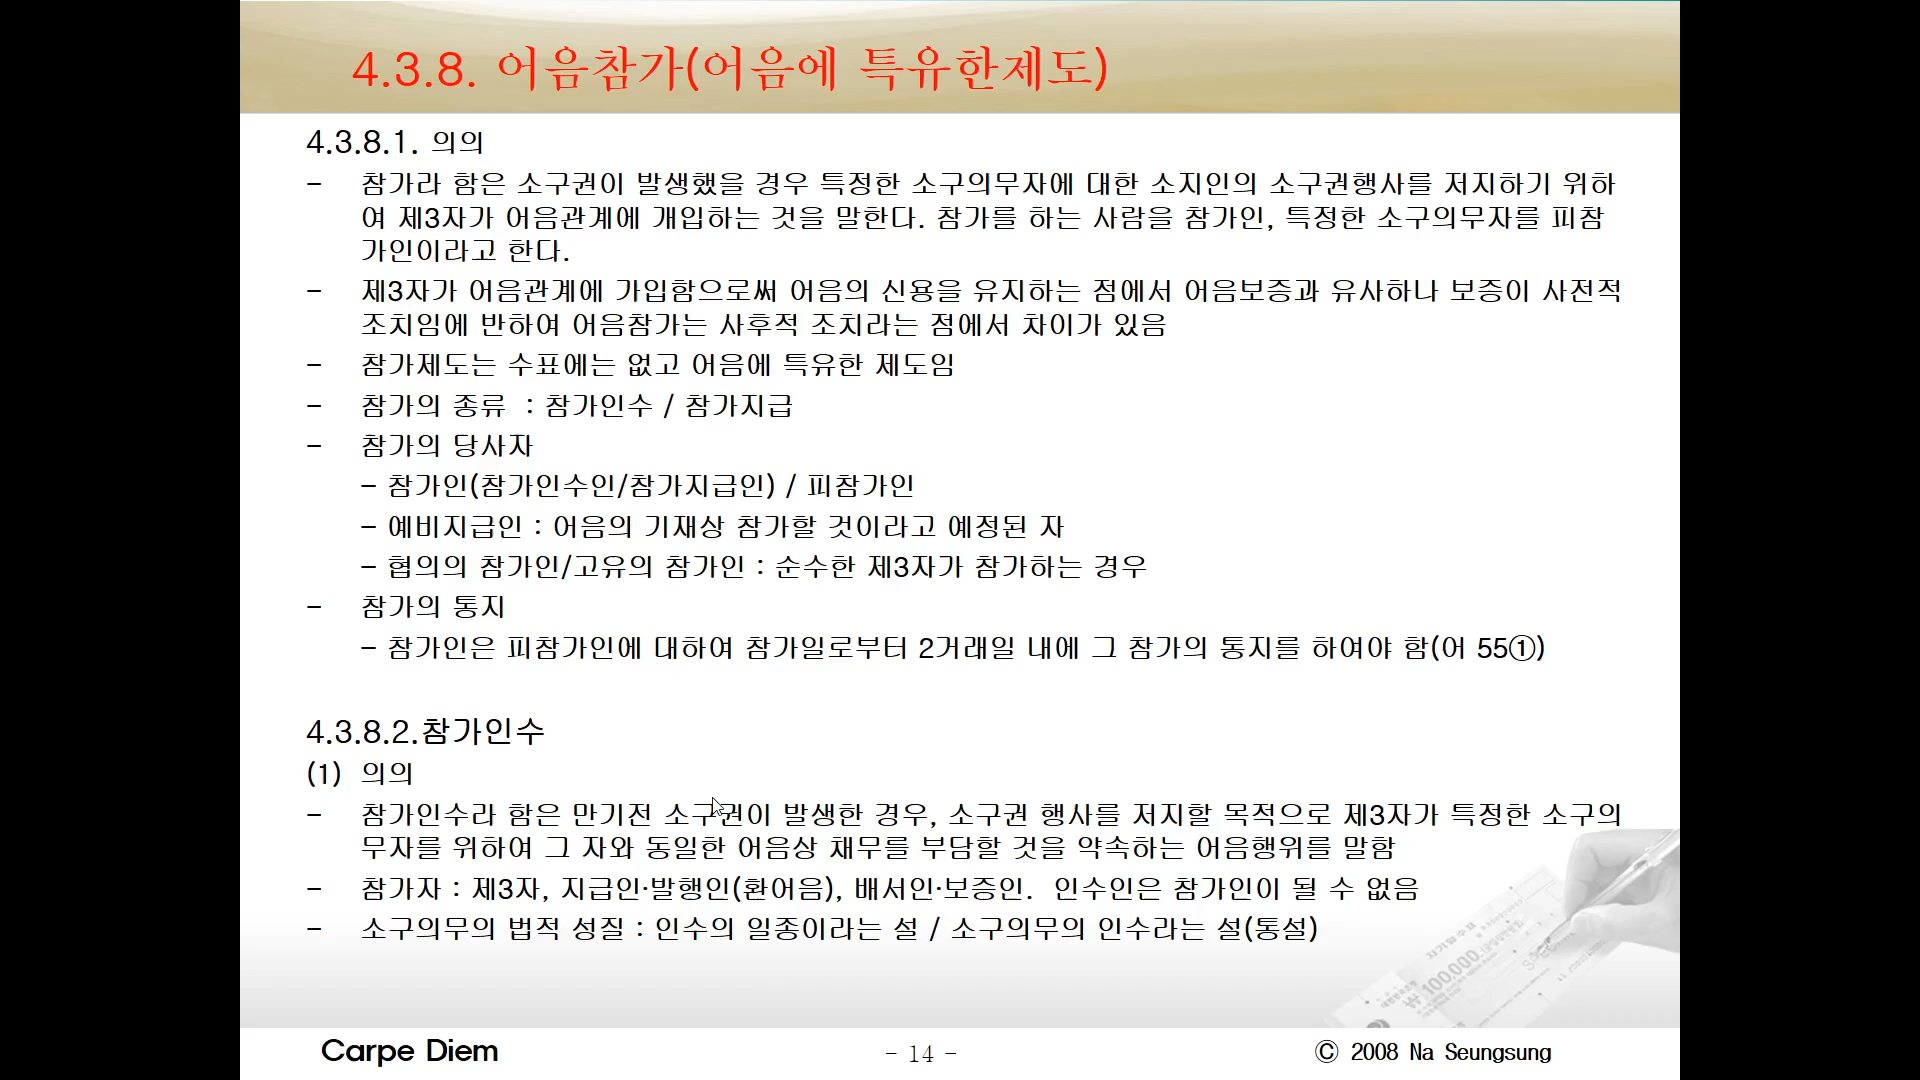 4.3.8. 어음참가(어음에 특유한제도)
4.3.8.1. 의의
- 참가라 함은 소구권이 발생했을 경우 특정한 소구의무자에 대한 소지인의 소구권행사를 저지하기 위하
여 제3자가 어음관계에 개입하는 것을 말한다. 참가를 하는 사람을 참가인, 특정한 소구의무자를 피참
가인이라고 한다.
- 제3자가 어음관계에 가입함으로써 어음의 신용을 유지하는 점에서 어음보증과 유사하나 보증이 사전적
조치임에 반하여 어음참가는 사후적 조치라는 점에서 차이가 있음
- 참가제도는 수표에는 없고 어음에 특유한 제도임
- 참가의 종류 : 참가인수 / 참가지급
- 참가의 당사자
- 참가인(참가인수인/참가지급인) / 피참가인
- 예비지급인 : 어음의 기재상 참가할 것이라고 예정된 자
- 협의의 참가인/고유의 참가인 : 순수한 제3자가 참가하는 경우
- 참가의 통지
- 참가인은 피참가인에 대하여 참가일로부터 2거래일 내에 그 참가의 통지를 하여야 함(어 55①)
4.3.8.2.참가인수
(1) 의의
- 참가인수라 함은 만기전 소구권이 발생한 경우, 소구권 행사를 저지할 목적으로 제3자가 특정한 소구의
무자를 위하여 그 자와 동일한 어음상 채무를 부담할 것을 약속하는 어음행위를 말함
- 참가자 : 제3자, 지급인·발행인(환어음), 배서인·보증인. 인수인은 참가인이 될 수 없음
- 소구의무의 법적 성질 : 인수의 일종이라는 설 / 소구의무의 인수라는 설(통설)
자기앞수표
₩100,000
Carpe Diem
- 14 -
© 2008 Na Seungsung